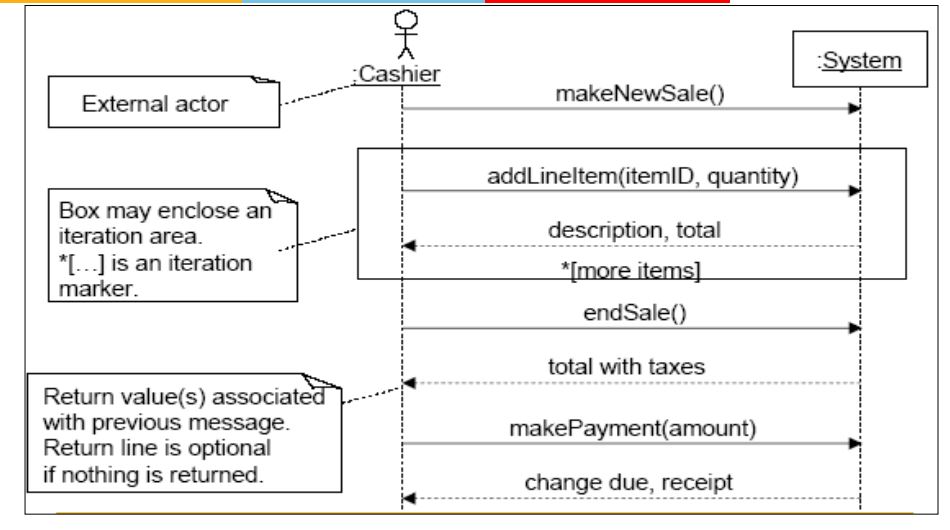 :Cashier
:System
External actor
makeNewSale()
addLineItem(itemID, quantity)
Box may enclose an
iteration area.
*[…] is an iteration
marker.
description, total
*[more items]
endSale()
total with taxes
Return value(s) associated
with previous message.
Return line is optional
if nothing is returned.
makePayment(amount)
change due, receipt